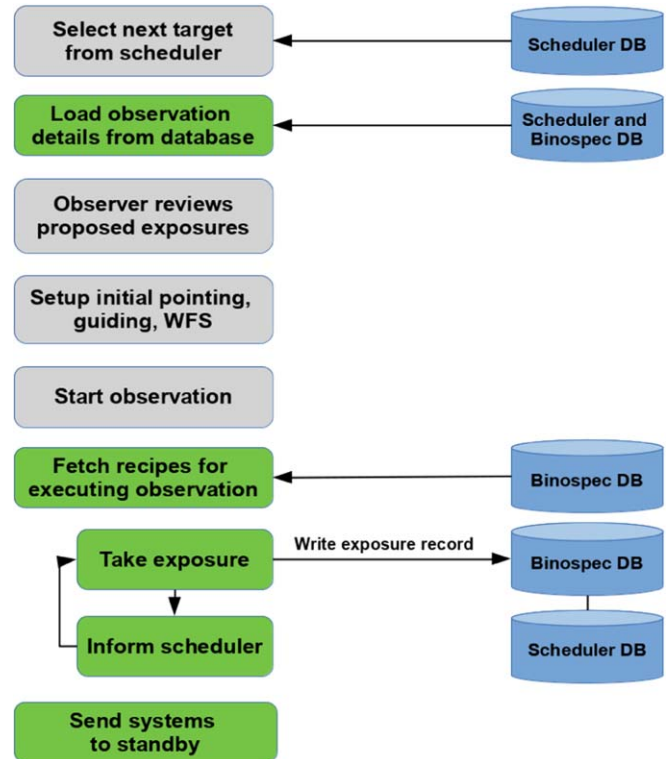 Select next target
from scheduler
Scheduler DB
Load observation
details from database
Scheduler and
Binospec DB
Observer reviews
proposed exposures
Setup initial pointing,
guiding, WFS
Start observation
Fetch recipes for
executing observation
Binospec DB
Take exposure
Write exposure record
Binospec DB
Inform scheduler
Scheduler DB
Send systems
to standby